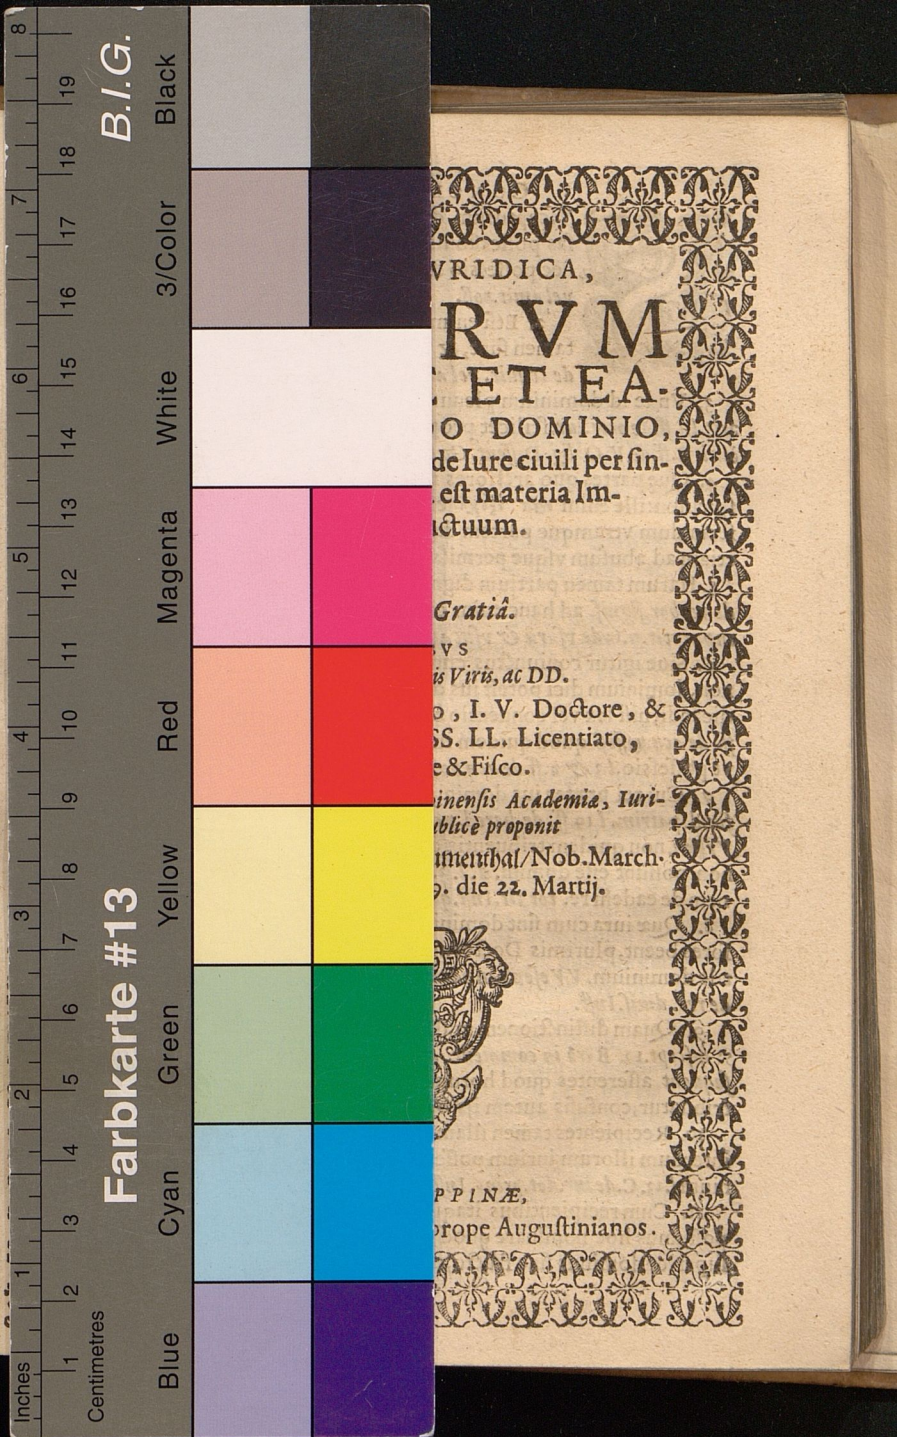 Inches
Centimetres
1 2 3 4 5 6 7 8
1 2 3 4 5 6 7 8 9 10 11 12 13 14 15 16 17 18 19
Farbkarte #13
B.I.G.
Blue
Cyan
Green
Yellow
Red
Magenta
White
3/Color
Black
VRIDICA,
RVM
ET EA-
DOMINIO,
de Iure ciuili per sin-
est materia Im-
ctuum.
Gratiâ.
VS
is Viris, ac DD.
o, I. V. Doctore, &
SS. LL. Licentiato,
e & Fisco.
inensis Academiæ, Iuri-
ublicè proponit
umenthal/Nob. March.
9. die 22. Martij.
PPINÆ,
prope Augustinianos.